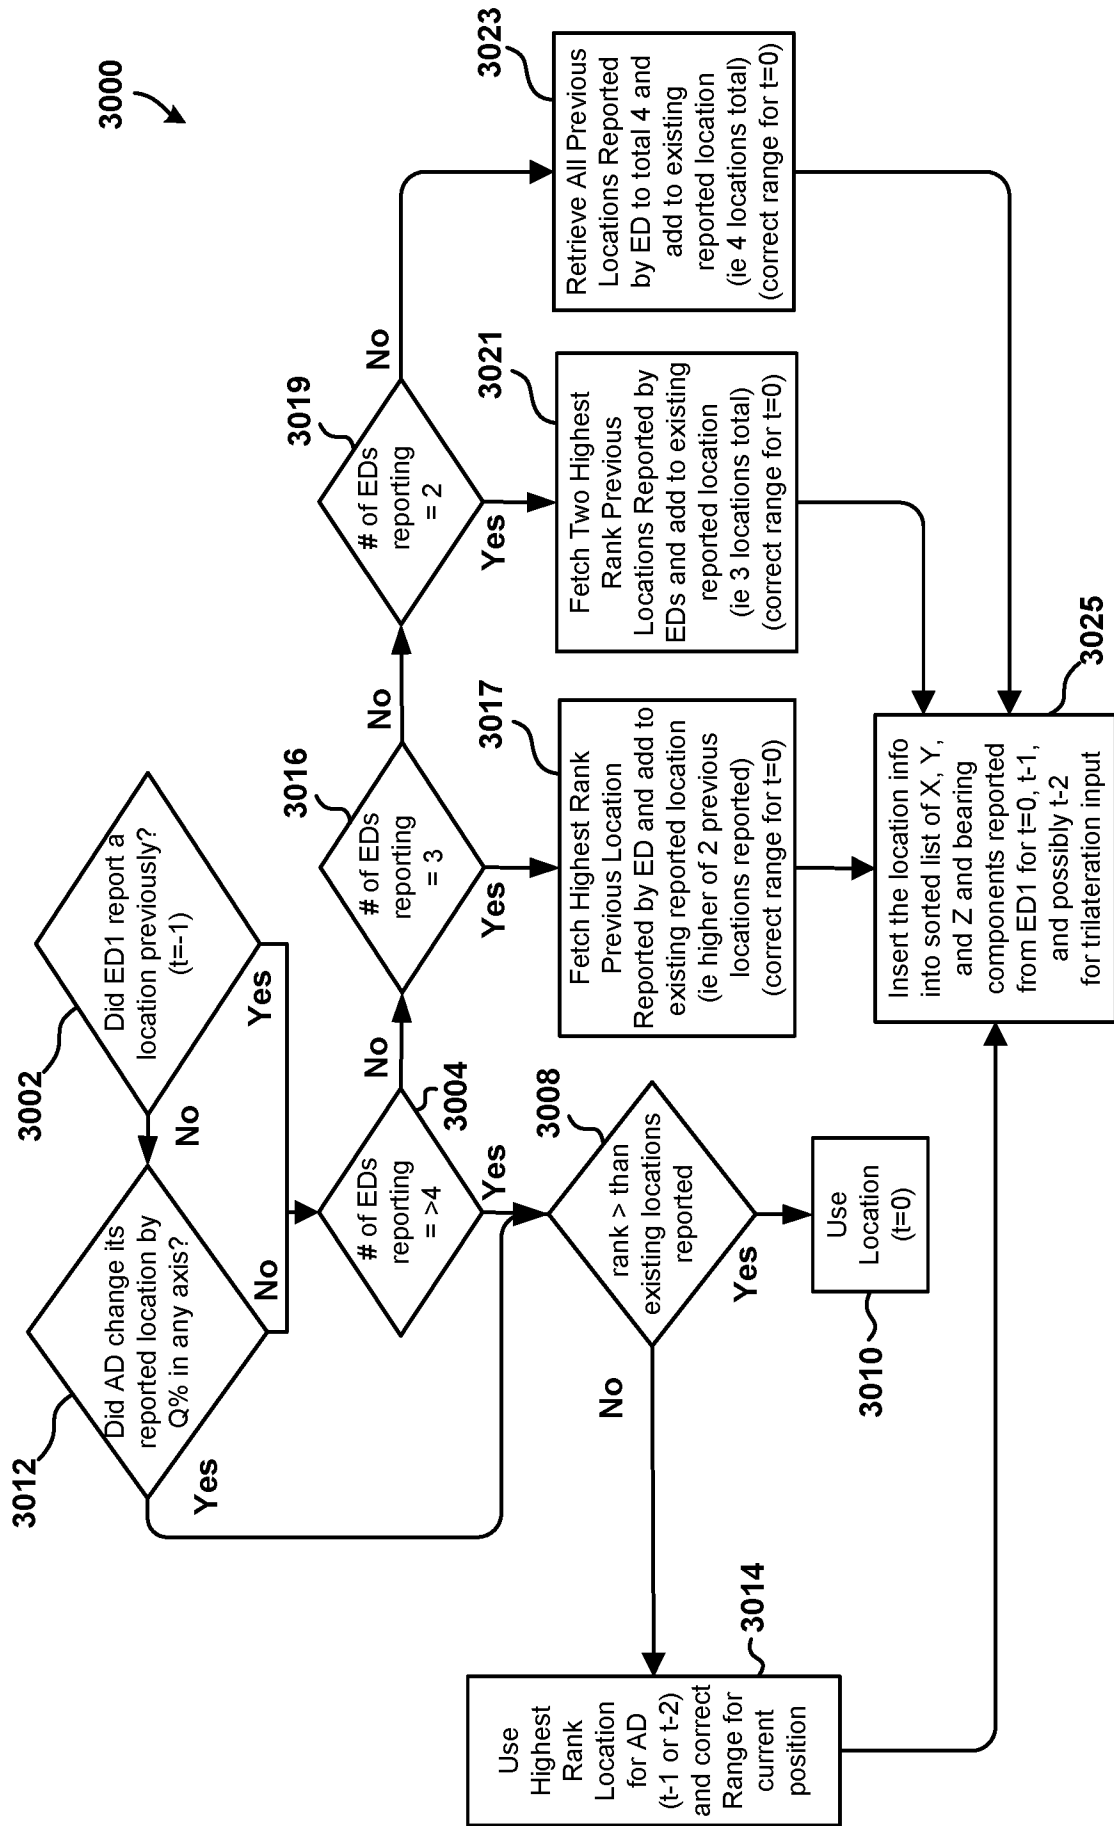 3000
3002
Did ED1 report a
location previously?
(t=-1)
Yes
No
3012
Did AD change its
reported location by
Q% in any axis?
No
Yes
3004
# of EDs
reporting
= >4
No
Yes
3016
# of EDs
reporting
= 3
No
Yes
3019
# of EDs
reporting
= 2
No
Yes
3008
rank > than
existing locations
reported
No
Yes
3010
Use
Location
(t=0)
3014
Use
Highest
Rank
Location
for AD
(t-1 or t-2)
and correct
Range for
current
position
3017
Fetch Highest Rank
Previous Location
Reported by ED and add to
existing reported location
(ie higher of 2 previous
locations reported)
(correct range for t=0)
3021
Fetch Two Highest
Rank Previous
Locations Reported by
EDs and add to existing
reported location
(ie 3 locations total)
(correct range for t=0)
3023
Retrieve All Previous
Locations Reported
by ED to total 4 and
add to existing
reported location
(ie 4 locations total)
(correct range for t=0)
3025
Insert the location info
into sorted list of X, Y,
and Z and bearing
components reported
from ED1 for t=0, t-1,
and possibly t-2
for trilateration input